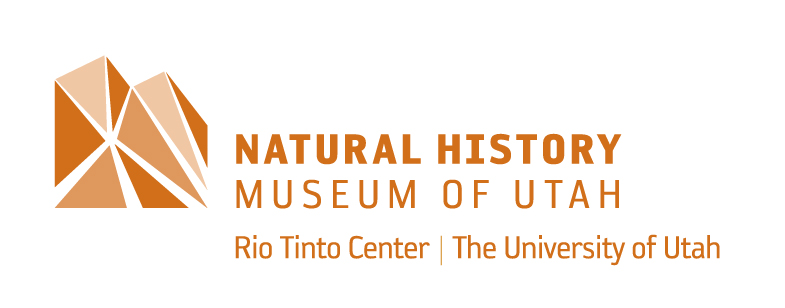 NATURAL HISTORY
MUSEUM OF UTAH
Rio Tinto Center | The University of Utah